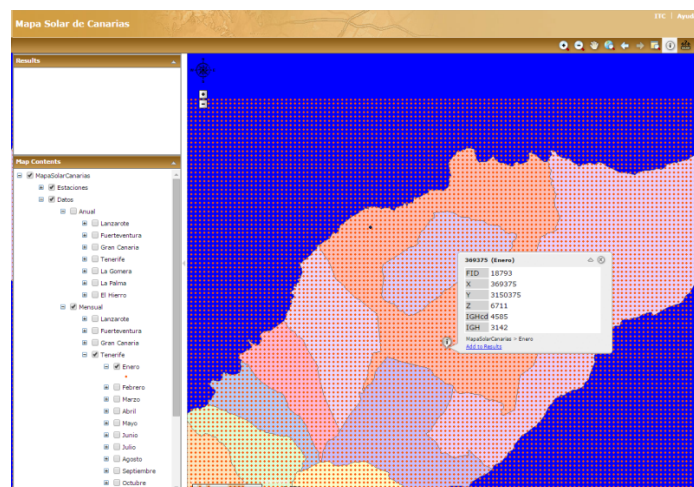 Mapa Solar de Canarias
ITC | Ayud
Results
Map Contents
MapaSolarCanarias
Estaciones
Datos
Anual
Lanzarote
Fuerteventura
Gran Canaria
Tenerife
La Gomera
La Palma
El Hierro
Mensual
Lanzarote
Fuerteventura
Gran Canaria
Tenerife
Enero
Febrero
Marzo
Abril
Mayo
Junio
Julio
Agosto
Septiembre
Octubre
369375 (Enero)
FID 18793
X 369375
Y 3150375
Z 6711
IGHcd 4585
IGH 3142
MapaSolarCanarias > Enero
Add to Results